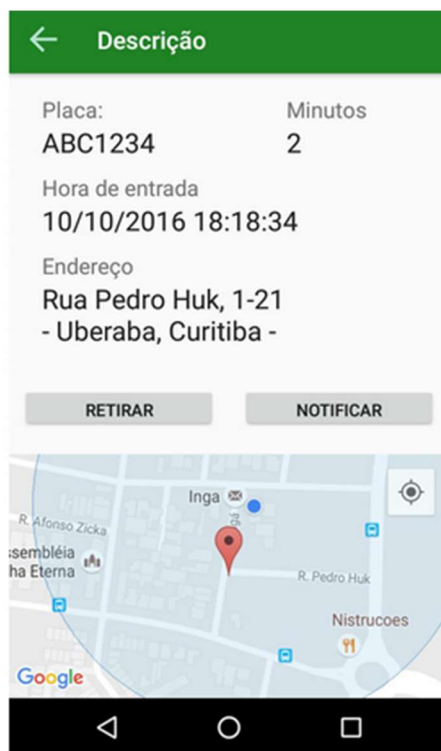 Descrição
Placa:
Minutos
ABC1234
2
Hora de entrada
10/10/2016 18:18:34
Endereço
Rua Pedro Huk, 1-21
- Uberaba, Curitiba -
RETIRAR
NOTIFICAR
Inga
R. Afonso Zicka
gá
ssembléia
ha Eterna
R. Pedro Huk
Nistrucoes
Google